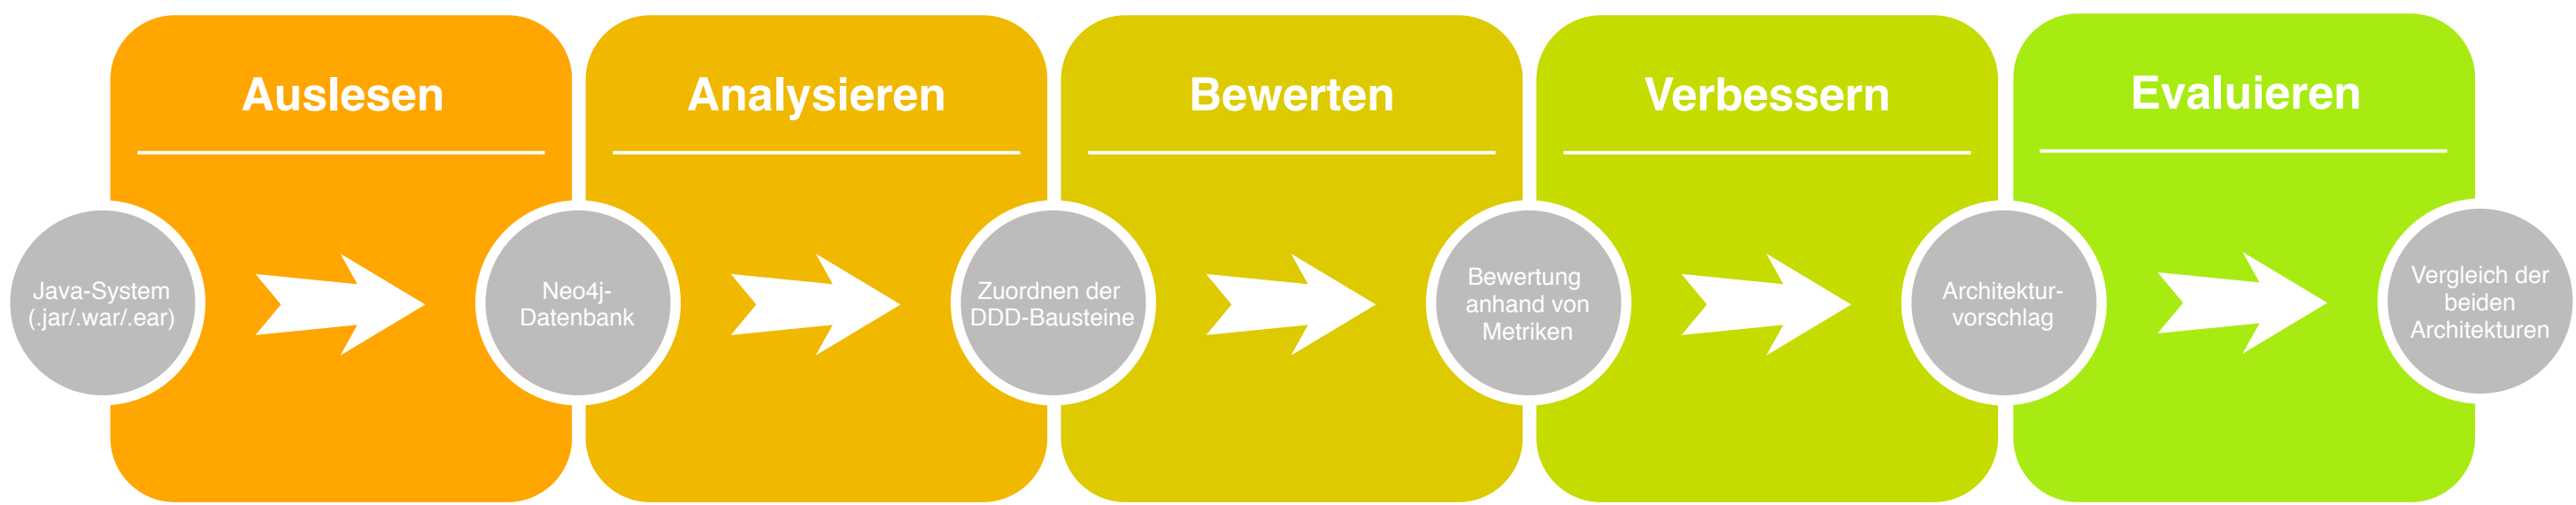 Auslesen
Analysieren
Bewerten
Verbessern
Evaluieren
Java-System
(.jar/.war/.ear)
Neo4j-
Datenbank
Zuordnen der
DDD-Bausteine
Bewertung
anhand von
Metriken
Architektur-
vorschlag
Vergleich der
beiden
Architekturen